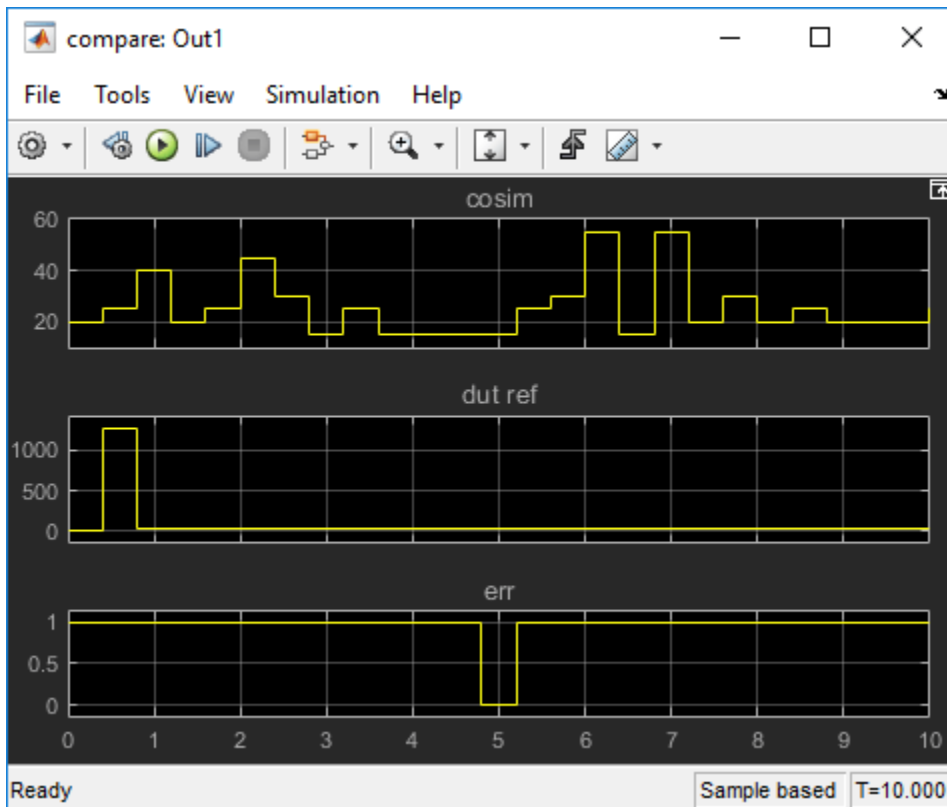 compare: Out1
File Tools View Simulation Help
cosim
60
40
20
dut ref
1000
500
0
err
1
0.5
0
0 1 2 3 4 5 6 7 8 9 10
Ready Sample based T=10.000